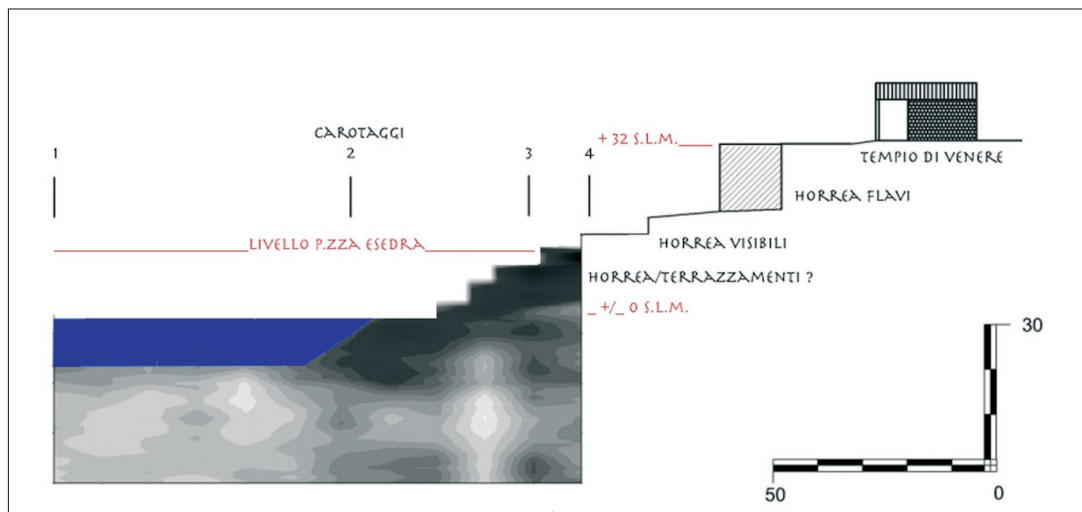 CAROTAGGI
1 2 3 4
+ 32 S.L.M.
TEMPIO DI VENERE
HORREA FLAVI
LIVELLO P.ZZA ESEDRA
HORREA VISIBILI
HORREA/TERRAZZAMENTI ?
_ +/_ 0 S.L.M.
30
50 0